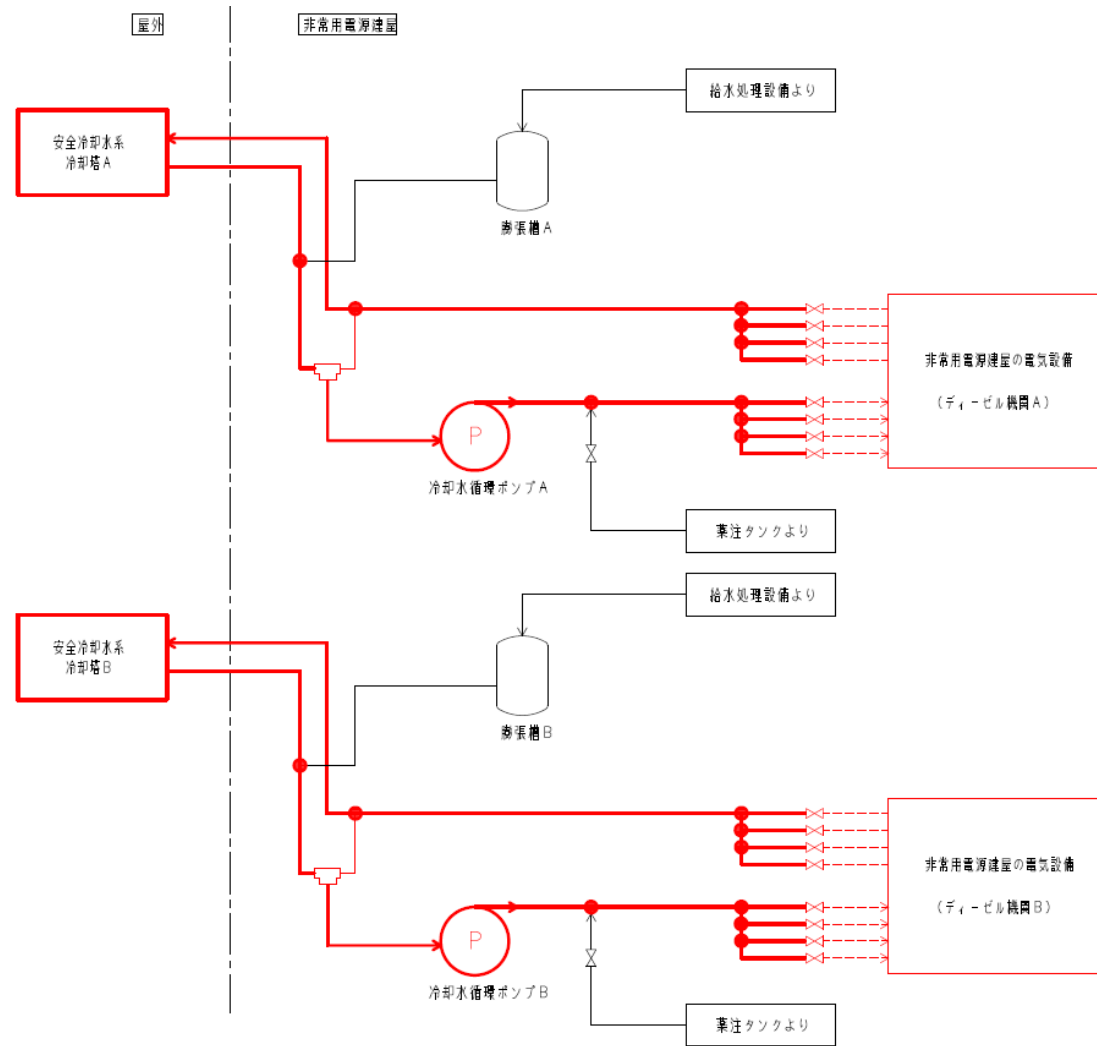 屋外
非常用電源建屋
給水処理設備より
安全冷却水系
冷却塔A
膨張槽A
非常用電源建屋の電気設備
(ディーゼル機関A)
P
冷却水循環ポンプA
薬注タンクより
給水処理設備より
安全冷却水系
冷却塔B
膨張槽B
非常用電源建屋の電気設備
(ディーゼル機関B)
P
冷却水循環ポンプB
薬注タンクより